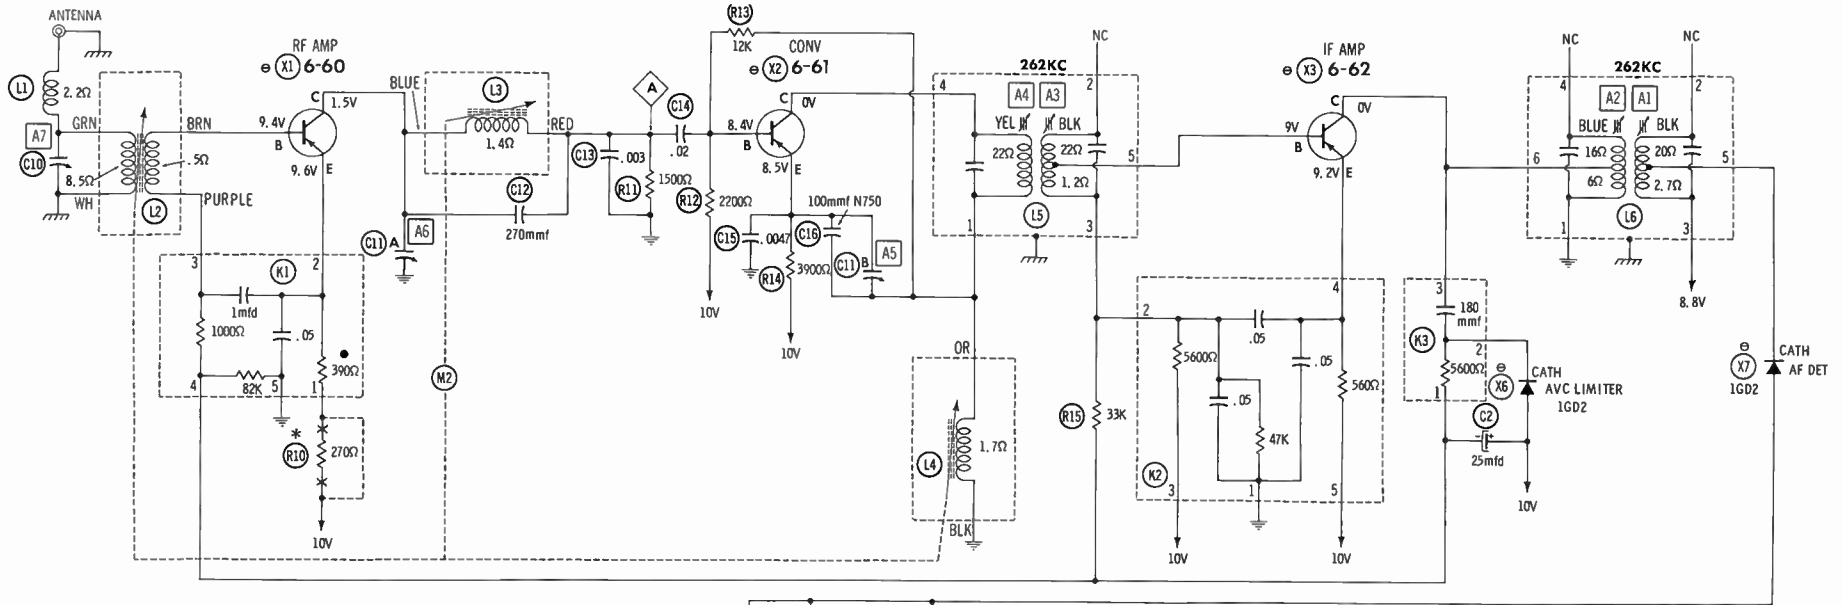 ANTENNA
L1
2.2Ω
A7
GRN
C10
8.5Ω
WH
L2
BRN
.5Ω
PURPLE
RF AMP
⊖ X1 6-60
C
1.5V
9.4V
B
9.6V
E
BLUE
L3
RED
1.4Ω
C12
270mmf
C11 A
A6
3
K1
2
1mfd
1000Ω
.05
390Ω
4
82K
5
1
*
R10
270Ω
10V
M2
A
C14
.02
C13
.003
R11
1500Ω
R13
12K
CONV
⊖ X2 6-61
C
0V
8.4V
B
8.5V
E
R12
2200Ω
100mmf N750
C15
.0047
C16
R14
3900Ω
C11 B
A5
10V
10V
OR
L4
1.7Ω
BLK
NC
262KC
4
A4
A3
2
YEL
BLK
22Ω
22Ω
5
1.2Ω
L5
1
3
R15
33K
IF AMP
⊖ X3 6-62
C
0V
9V
B
9.2V
E
4
2
5600Ω
.05
.05
.05
560Ω
47K
K2
3
1
5
10V
10V
3
180
mmf
K3
2
5600Ω
1
⊖
X6
CATH
AVC LIMITER
1GD2
C2
- +
25mfd
10V
NC
NC
262KC
4
A2
A1
2
BLUE
BLK
16Ω
20Ω
6
5
6Ω
2.7Ω
L6
1
3
8.8V
⊖
X7
1GD2
CATH
AF DET